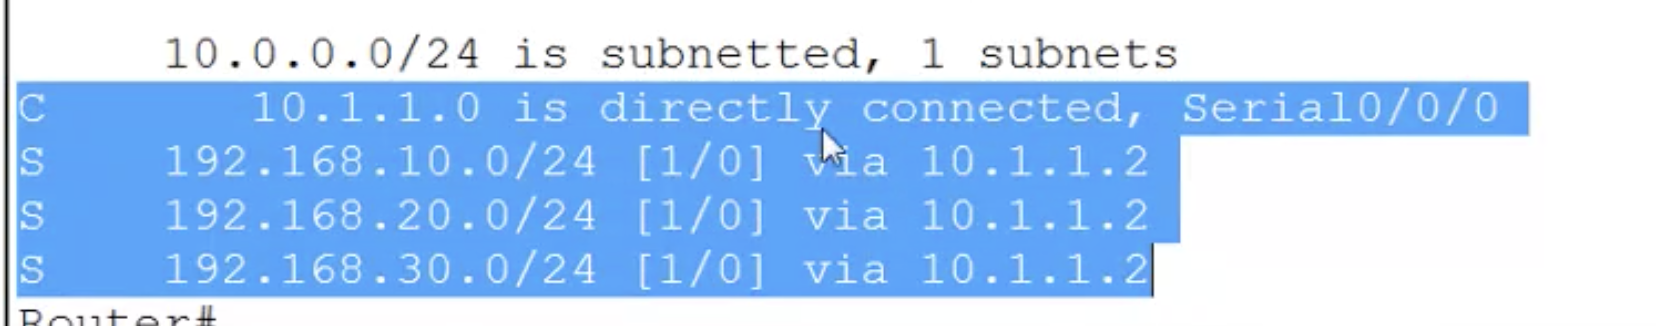 10.0.0.0/24 is subnetted, 1 subnets
C 10.1.1.0 is directly connected, Serial0/0/0
S 192.168.10.0/24 [1/0] via 10.1.1.2
S 192.168.20.0/24 [1/0] via 10.1.1.2
S 192.168.30.0/24 [1/0] via 10.1.1.2
Router#